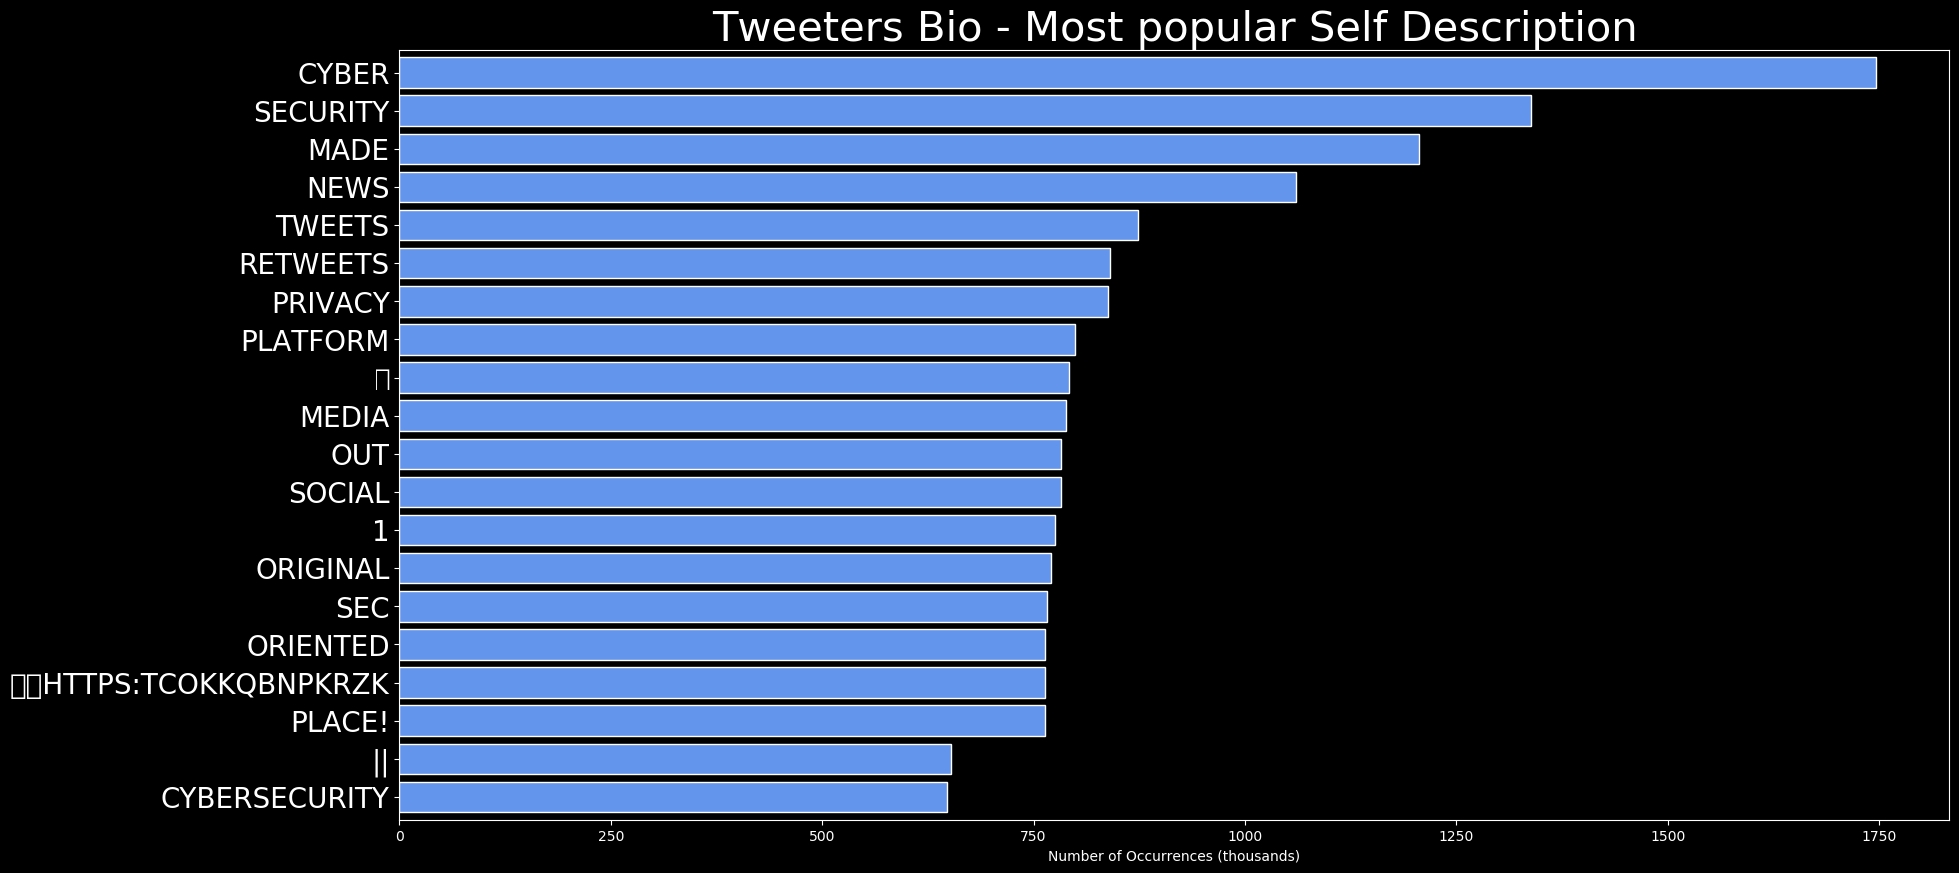 Tweeters Bio - Most popular Self Description
CYBER
SECURITY
MADE
NEWS
TWEETS
RETWEETS
PRIVACY
PLATFORM
MEDIA
OUT
SOCIAL
1
ORIGINAL
SEC
ORIENTED
HTTPS:TCOKKQBNPKRZK
PLACE!
||
CYBERSECURITY
0 250 500 750 1000 1250 1500 1750
Number of Occurrences (thousands)